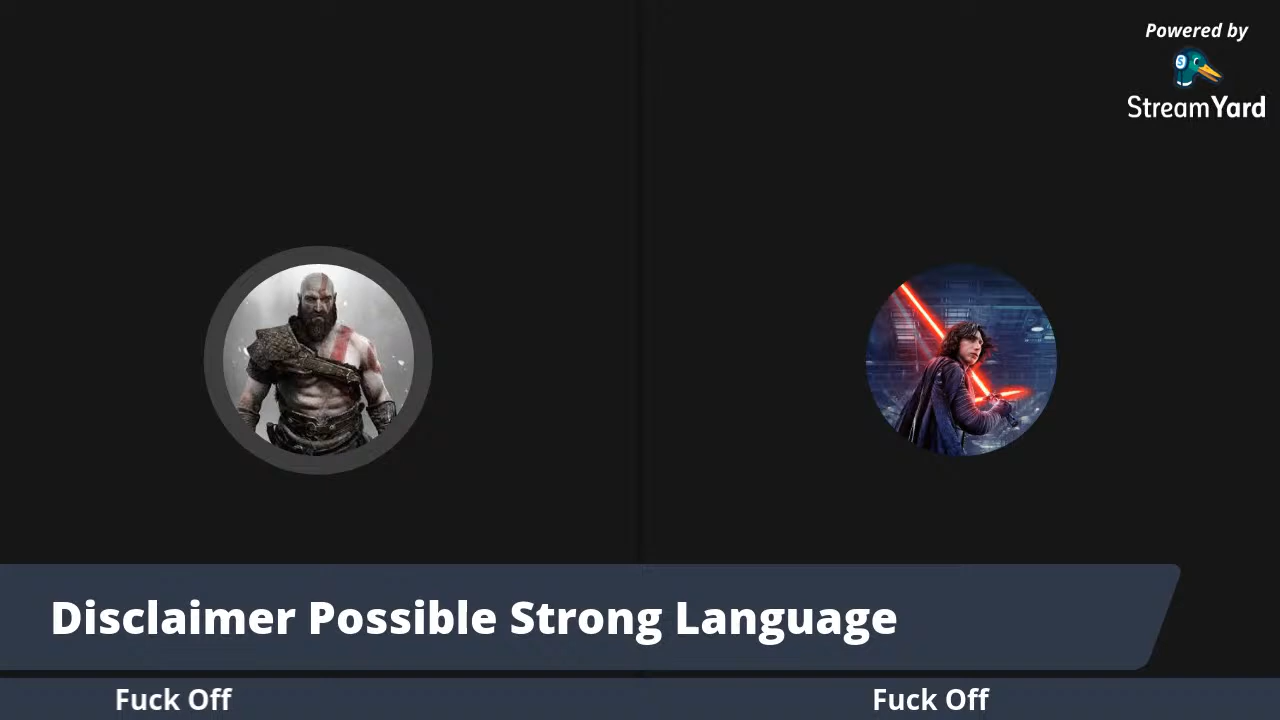 Powered by
StreamYard
Disclaimer Possible Strong Language
Fuck Off Fuck Off